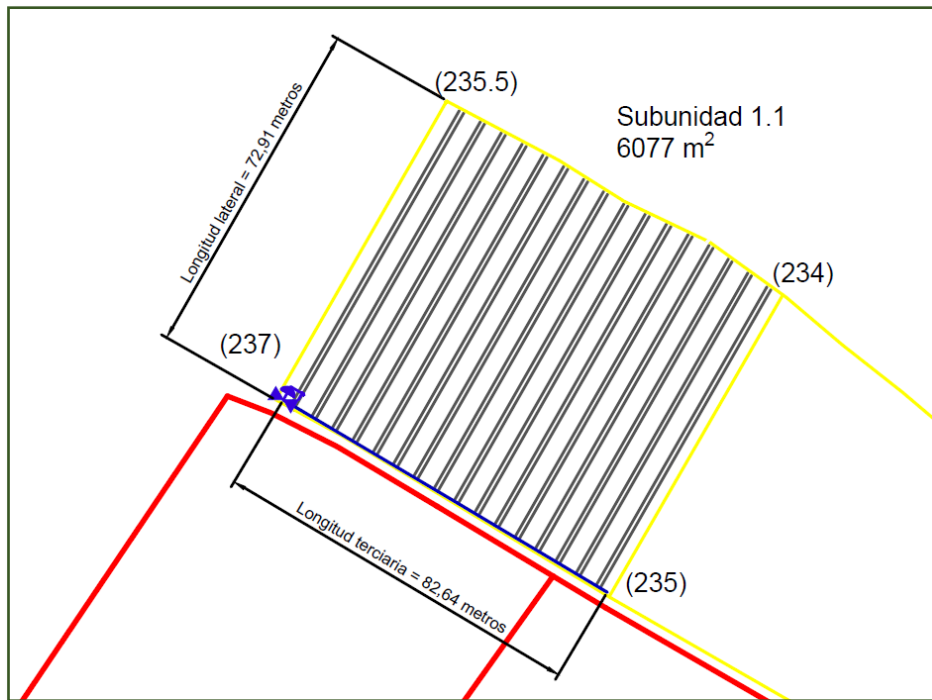 (235.5)
Subunidad 1.1
6077 m²
Longitud lateral = 72,91 metros
(234)
(237)
Longitud terciaria = 82,64 metros
(235)